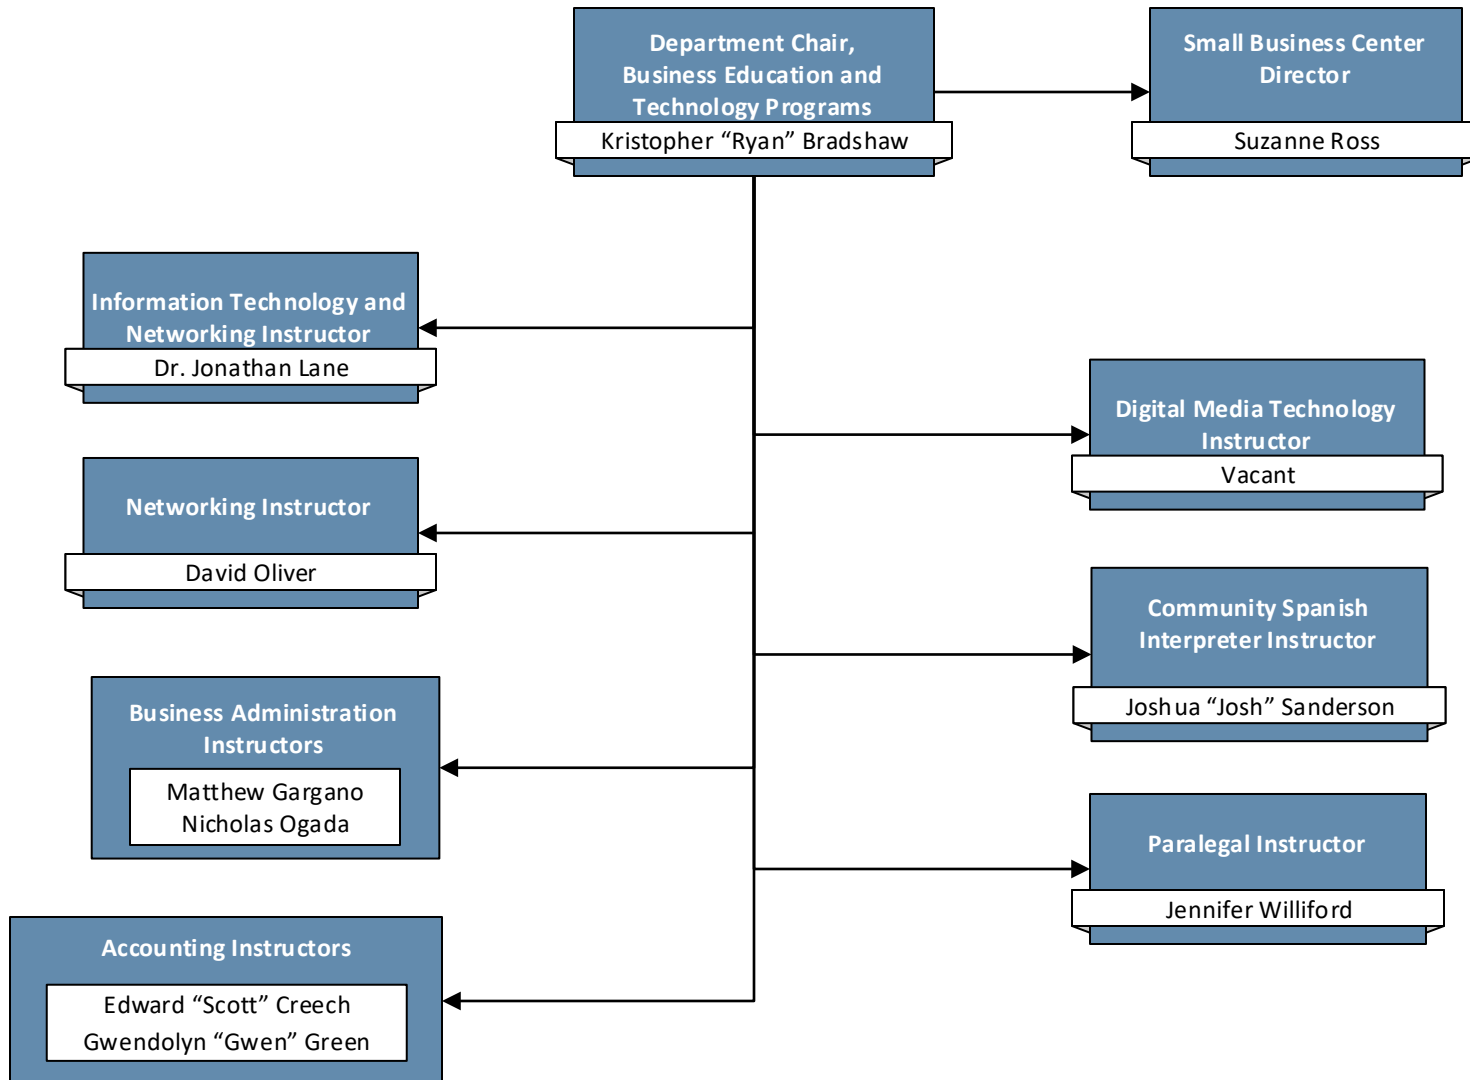 Department Chair,
Business Education and
Technology Programs
Kristopher “Ryan” Bradshaw
Small Business Center
Director
Suzanne Ross
Information Technology and
Networking Instructor
Dr. Jonathan Lane
Digital Media Technology
Instructor
Vacant
Networking Instructor
David Oliver
Community Spanish
Interpreter Instructor
Joshua “Josh” Sanderson
Business Administration
Instructors
Matthew Gargano
Nicholas Ogada
Paralegal Instructor
Jennifer Williford
Accounting Instructors
Edward “Scott” Creech
Gwendolyn “Gwen” Green